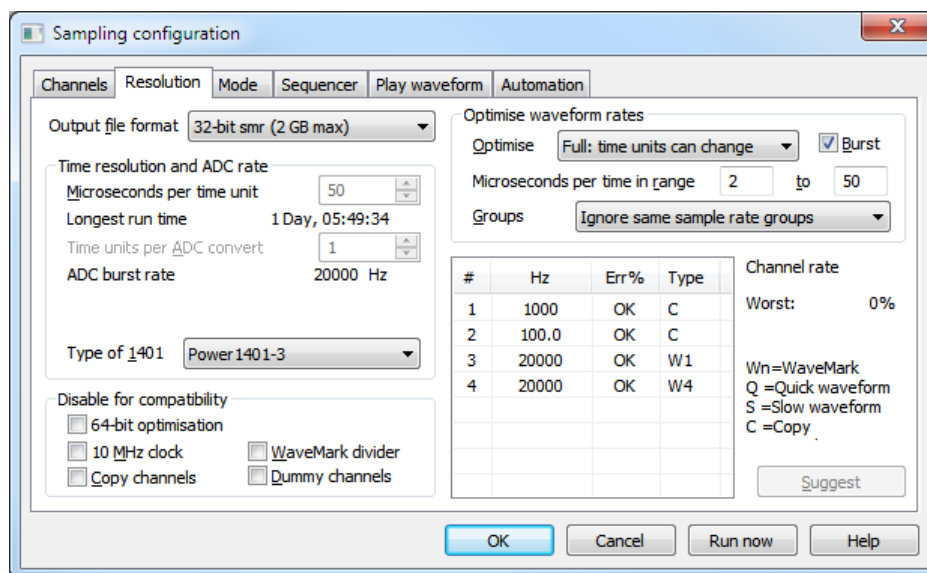 Sampling configuration
Channels Resolution Mode Sequencer Play waveform Automation
Output file format 32-bit smr (2 GB max)
Time resolution and ADC rate
Microseconds per time unit 50
Longest run time 1 Day, 05:49:34
Time units per ADC convert 1
ADC burst rate 20000 Hz
Type of 1401 Power1401-3
Disable for compatibility
64-bit optimisation
10 MHz clock WaveMark divider
Copy channels Dummy channels
Optimise waveform rates
Optimise Full: time units can change Burst
Microseconds per time in range 2 to 50
Groups Ignore same sample rate groups
# Hz Err% Type
1 1000 OK C
2 100.0 OK C
3 20000 OK W1
4 20000 OK W4
Channel rate
Worst: 0%
Wn=WaveMark
Q =Quick waveform
S =Slow waveform
C =Copy
Suggest
OK Cancel Run now Help